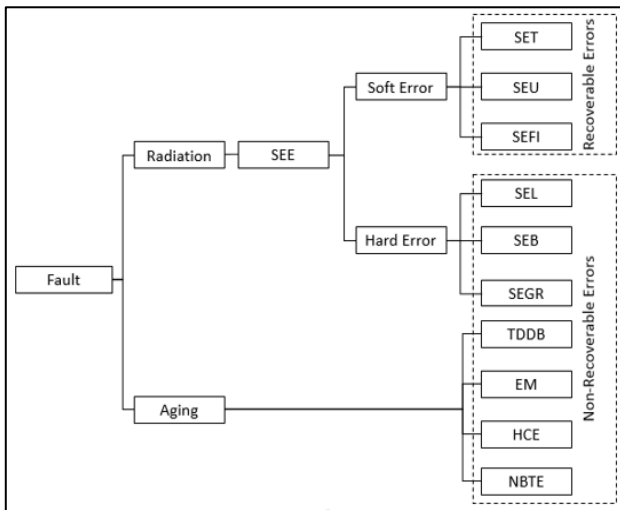 SET
Soft Error
SEU
Radiation
SEE
SEFI
Recoverable Errors
SEL
Hard Error
SEB
Fault
SEGR
TDDB
EM
Aging
HCE
NBTE
Non-Recoverable Errors